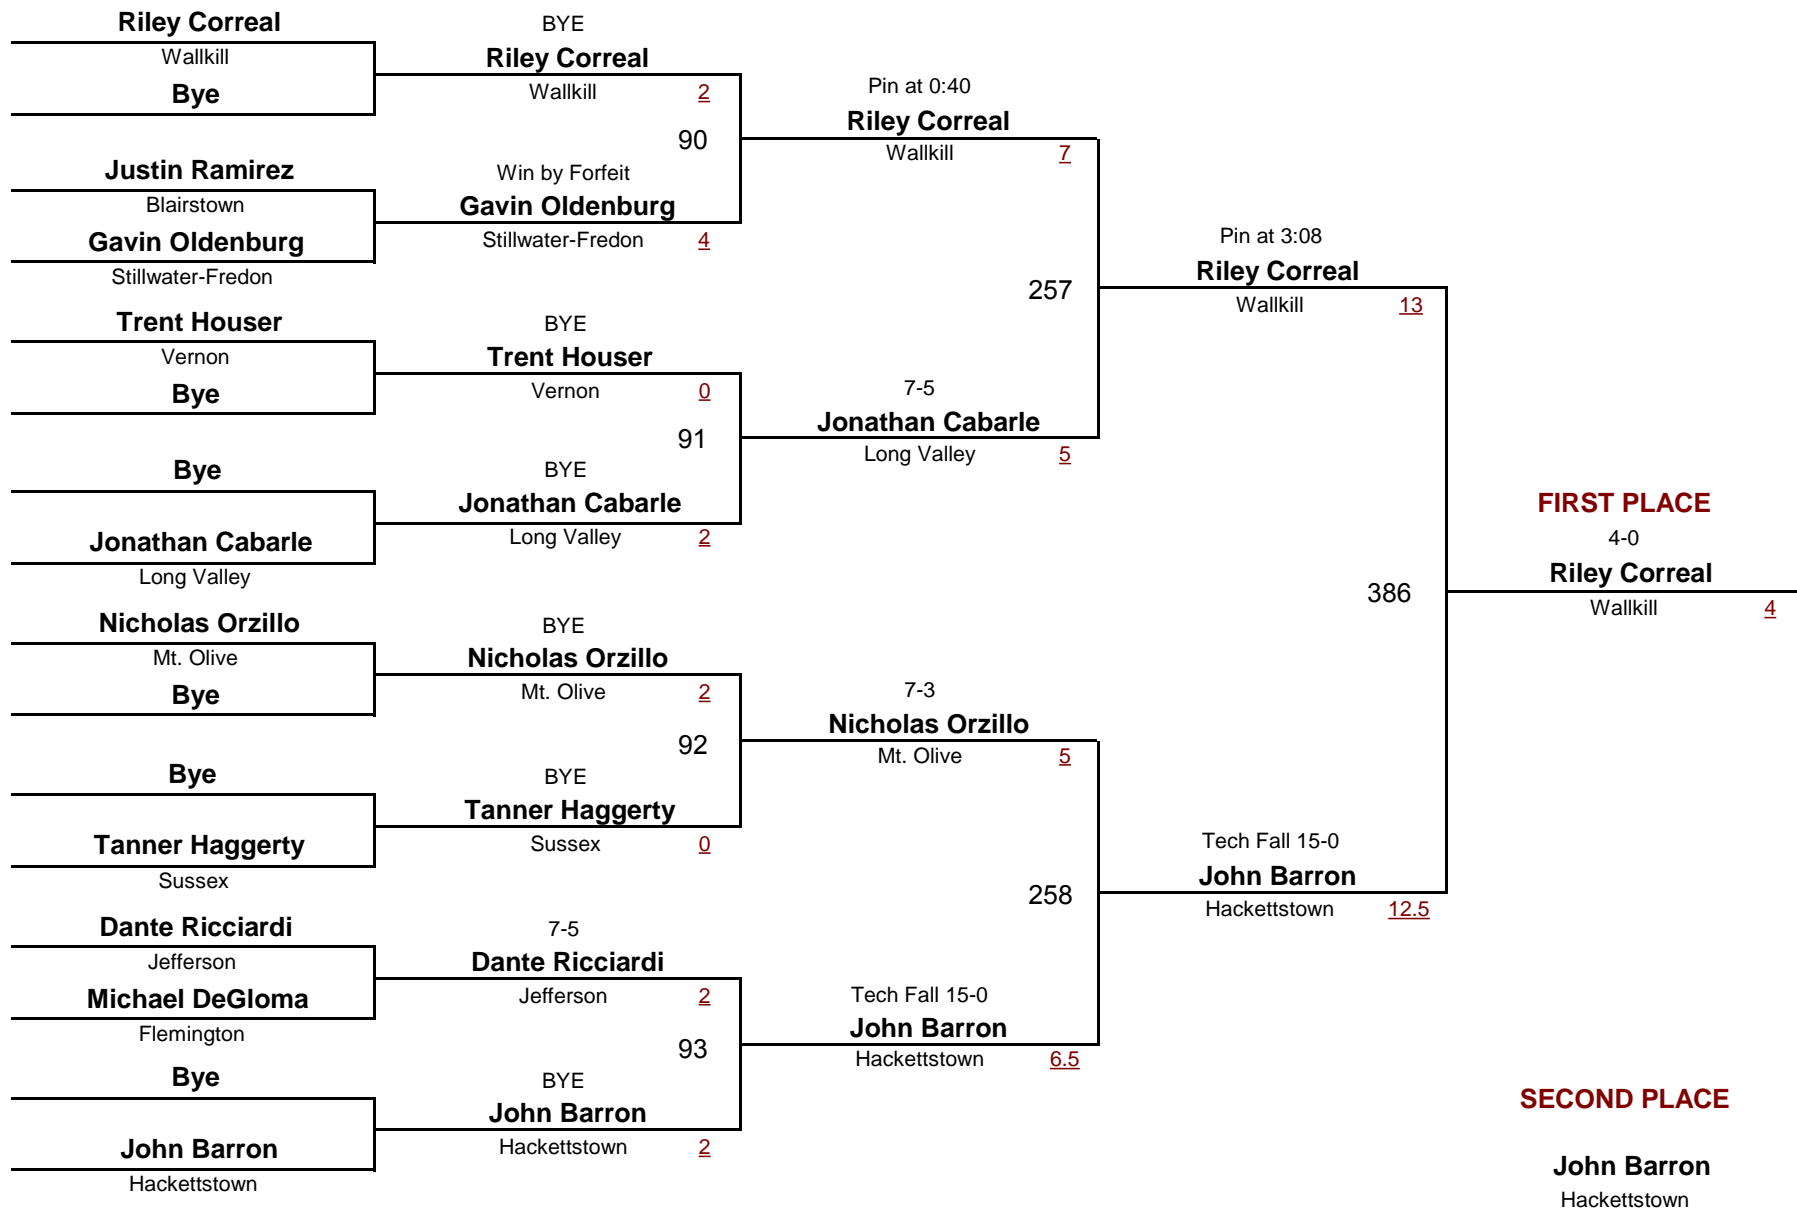 Riley Correal
Wallkill
Bye
Justin Ramirez
Blairstown
Gavin Oldenburg
Stillwater-Fredon
Trent Houser
Vernon
Bye
Bye
Jonathan Cabarle
Long Valley
Nicholas Orzillo
Mt. Olive
Bye
Bye
Tanner Haggerty
Sussex
Dante Ricciardi
Jefferson
Michael DeGloma
Flemington
Bye
John Barron
Hackettstown
BYE
Riley Correal
Wallkill 2
90
Win by Forfeit
Gavin Oldenburg
Stillwater-Fredon 4
BYE
Trent Houser
Vernon 0
91
BYE
Jonathan Cabarle
Long Valley 2
BYE
Nicholas Orzillo
Mt. Olive 2
92
BYE
Tanner Haggerty
Sussex 0
7-5
Dante Ricciardi
Jefferson 2
93
BYE
John Barron
Hackettstown 2
Pin at 0:40
Riley Correal
Wallkill 7
257
7-5
Jonathan Cabarle
Long Valley 5
7-3
Nicholas Orzillo
Mt. Olive 5
258
Tech Fall 15-0
John Barron
Hackettstown 6.5
Pin at 3:08
Riley Correal
Wallkill 13
386
Tech Fall 15-0
John Barron
Hackettstown 12.5
FIRST PLACE
4-0
Riley Correal
Wallkill 4
SECOND PLACE
John Barron
Hackettstown